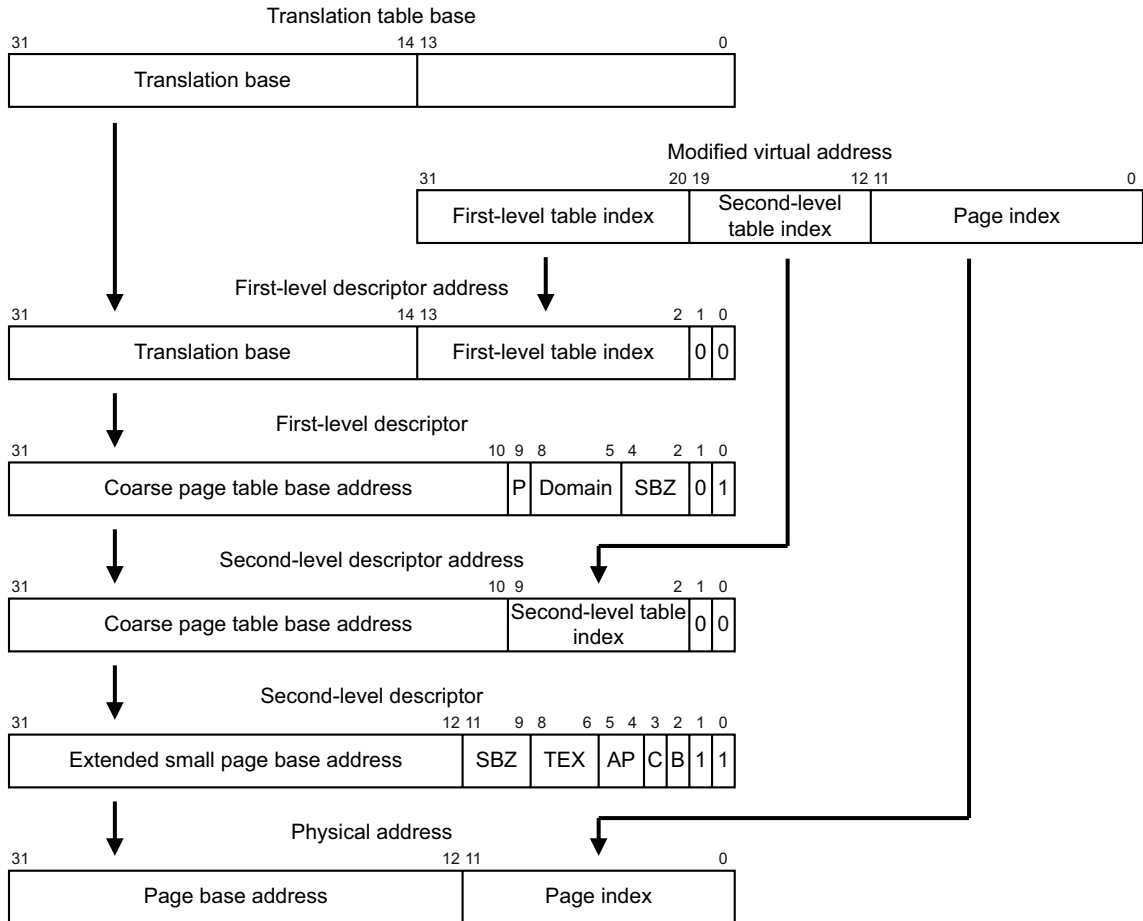 Translation table base
31 14 13 0
Translation base
Modified virtual address
31 20 19 12 11 0
First-level table index
Second-level
table index
Page index
First-level descriptor address
31 14 13 2 1 0
Translation base First-level table index 0 0
First-level descriptor
31 10 9 8 5 4 2 1 0
Coarse page table base address P Domain SBZ 0 1
Second-level descriptor address
31 10 9 2 1 0
Coarse page table base address
Second-level table
index
0 0
Second-level descriptor
31 12 11 9 8 6 5 4 3 2 1 0
Extended small page base address SBZ TEX AP C B 1 1
Physical address
31 12 11 0
Page base address Page index